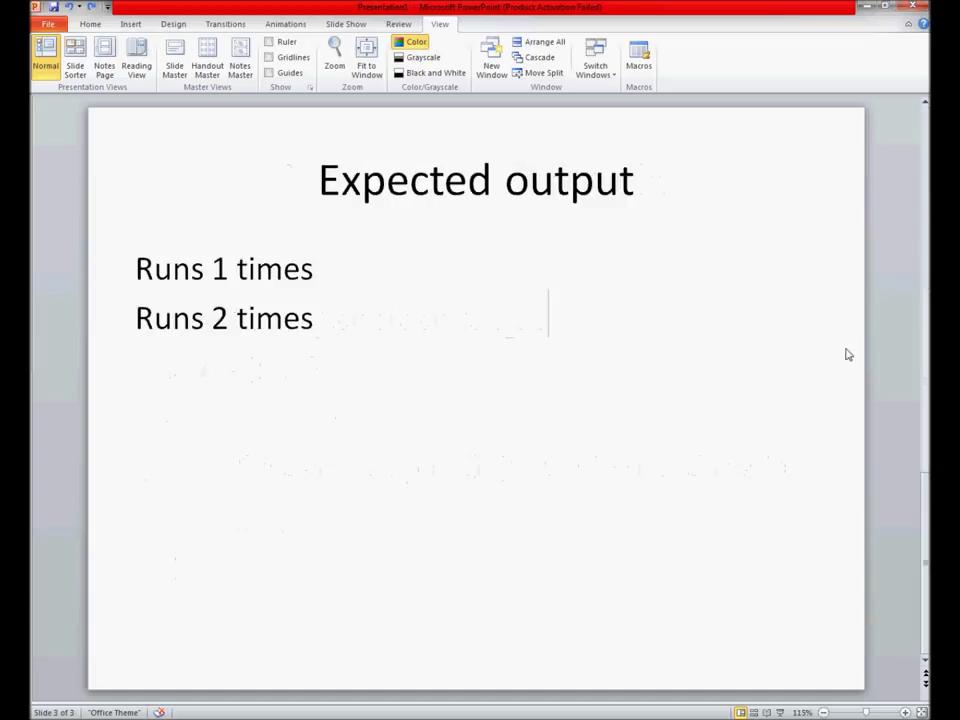 Presentation1 - Microsoft PowerPoint (Product Activation Failed)
File Home Insert Design Transitions Animations Slide Show Review View
Normal Slide Sorter Notes Page Reading View
Slide Master Handout Master Notes Master
Ruler
Gridlines
Guides
Zoom Fit to Window
Color
Grayscale
Black and White
New Window
Arrange All
Cascade
Move Split
Switch Windows
Macros
Presentation Views Master Views Show Zoom Color/Grayscale Window Macros
Expected output
Runs 1 times
Runs 2 times
Slide 3 of 3 "Office Theme" 115%